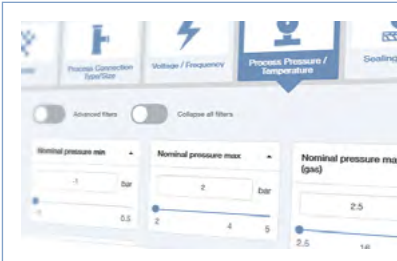 Process Connection
Type/Size
Voltage / Frequency
Process Pressure /
Temperature
Sealing
Advanced filters
Collapse all filters
Nominal pressure min
Nominal pressure max
Nominal pressure ma
(gas)
-1
bar
2
bar
2.5
-1
0.5
2
4
5
2.5
16